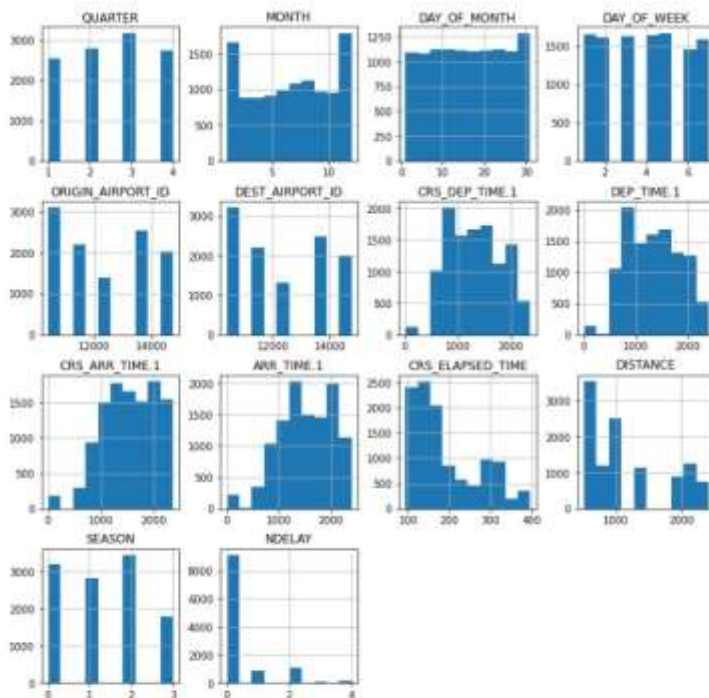 QUARTER MONTH DAY_OF_MONTH DAY_OF_WEEK
3000 2000 1000 0
1 2 3 4
1500 1000 500 0
5 10
1250 1000 750 500 250 0
0 10 20 30
1500 1000 500 0
2 4 6
ORIGIN_AIRPORT_ID DEST_AIRPORT_ID CRS_DEP_TIME.1 DEP_TIME.1
3000 2000 1000 0
12000 14000
3000 2000 1000 0
12000 14000
2000 1500 1000 500 0
0 1000 2000
2000 1500 1000 500 0
0 1000 2000
CRS_ARR_TIME.1 ARR_TIME.1 CRS_ELAPSED_TIME DISTANCE
1500 1000 500 0
0 1000 2000
2000 1500 1000 500 0
0 1000 2000
2500 2000 1500 1000 500 0
100 200 300 400
3000 2000 1000 0
1000 2000
SEASON NDELAY
3000 2000 1000 0
0 1 2 3
8000 6000 4000 2000 0
0 2 4